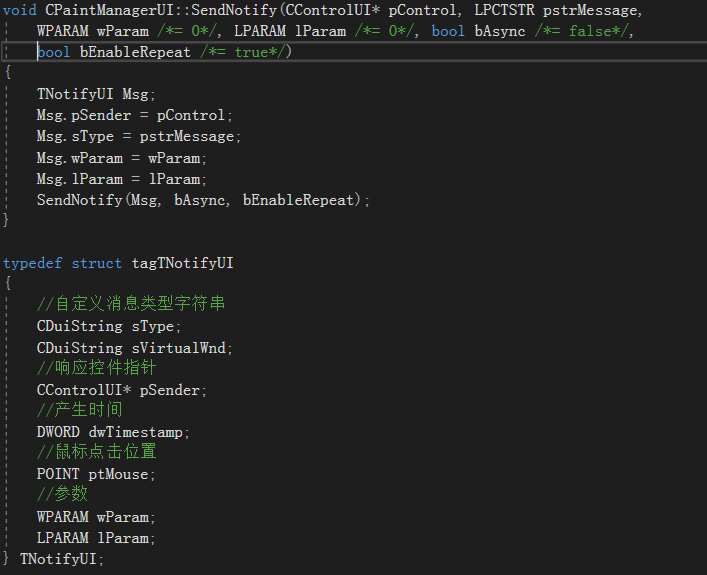 void CPaintManagerUI::SendNotify(CControlUI* pControl, LPCTSTR pstrMessage,
WPARAM wParam /*= 0*/, LPARAM lParam /*= 0*/, bool bAsync /*= false*/,
bool bEnableRepeat /*= true*/)
{
TNotifyUI Msg;
Msg.pSender = pControl;
Msg.sType = pstrMessage;
Msg.wParam = wParam;
Msg.lParam = lParam;
SendNotify(Msg, bAsync, bEnableRepeat);
}
typedef struct tagTNotifyUI
{
//自定义消息类型字符串
CDuiString sType;
CDuiString sVirtualWnd;
//响应控件指针
CControlUI* pSender;
//产生时间
DWORD dwTimestamp;
//鼠标点击位置
POINT ptMouse;
//参数
WPARAM wParam;
LPARAM lParam;
} TNotifyUI;